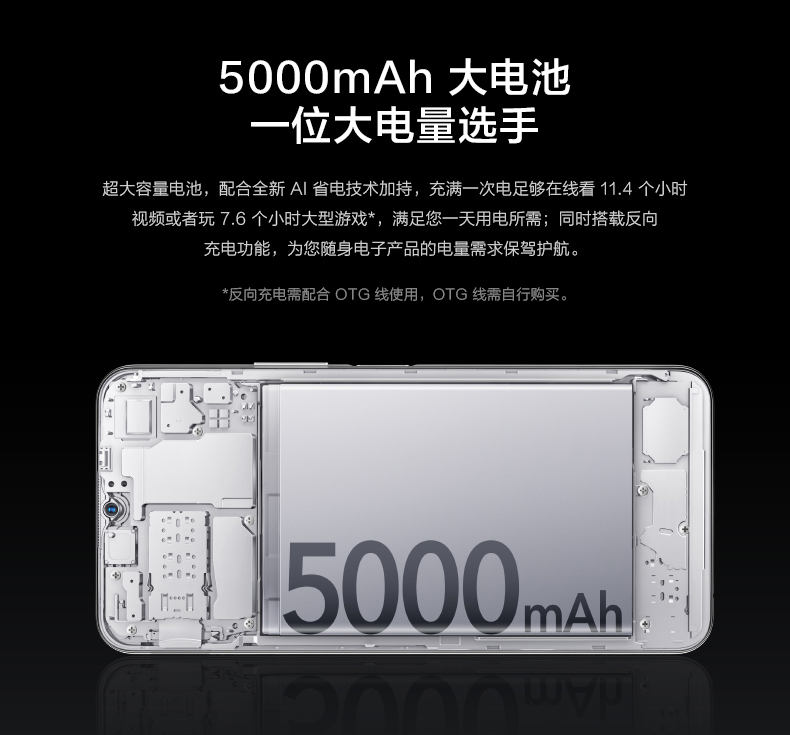 5000mAh 大电池
一位大电量选手
超大容量电池，配合全新 AI 省电技术加持，充满一次电足够在线看 11.4 个小时
视频或者玩 7.6 个小时大型游戏*，满足您一天用电所需；同时搭载反向
充电功能，为您随身电子产品的电量需求保驾护航。
*反向充电需配合 OTG 线使用，OTG 线需自行购买。
5000mAh